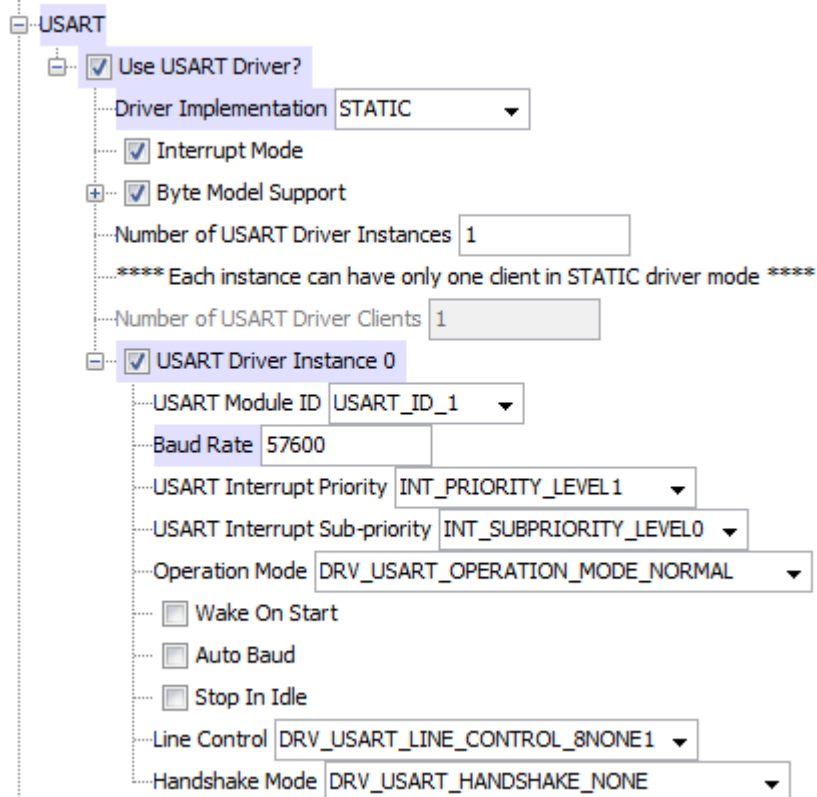 USART
Use USART Driver?
Driver Implementation STATIC
Interrupt Mode
Byte Model Support
Number of USART Driver Instances 1
**** Each instance can have only one client in STATIC driver mode ****
Number of USART Driver Clients 1
USART Driver Instance 0
USART Module ID USART_ID_1
Baud Rate 57600
USART Interrupt Priority INT_PRIORITY_LEVEL1
USART Interrupt Sub-priority INT_SUBPRIORITY_LEVEL0
Operation Mode DRV_USART_OPERATION_MODE_NORMAL
Wake On Start
Auto Baud
Stop In Idle
Line Control DRV_USART_LINE_CONTROL_8NONE1
Handshake Mode DRV_USART_HANDSHAKE_NONE